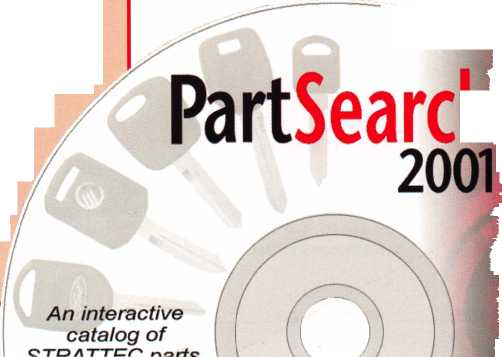 PartSearc
2001
An interactive
catalog of
STRATTEC parts